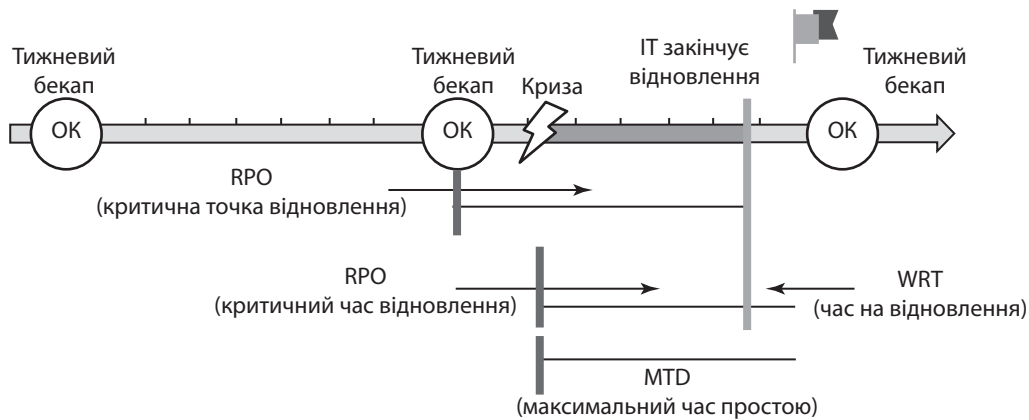 Тижневий
бекап
ОК
Тижневий
бекап
ОК
Криза
ІТ закінчує
відновлення
Тижневий
бекап
ОК
RPO
(критична точка відновлення)
RPO
(критичний час відновлення)
WRT
(час на відновлення)
MTD
(максимальний час простою)